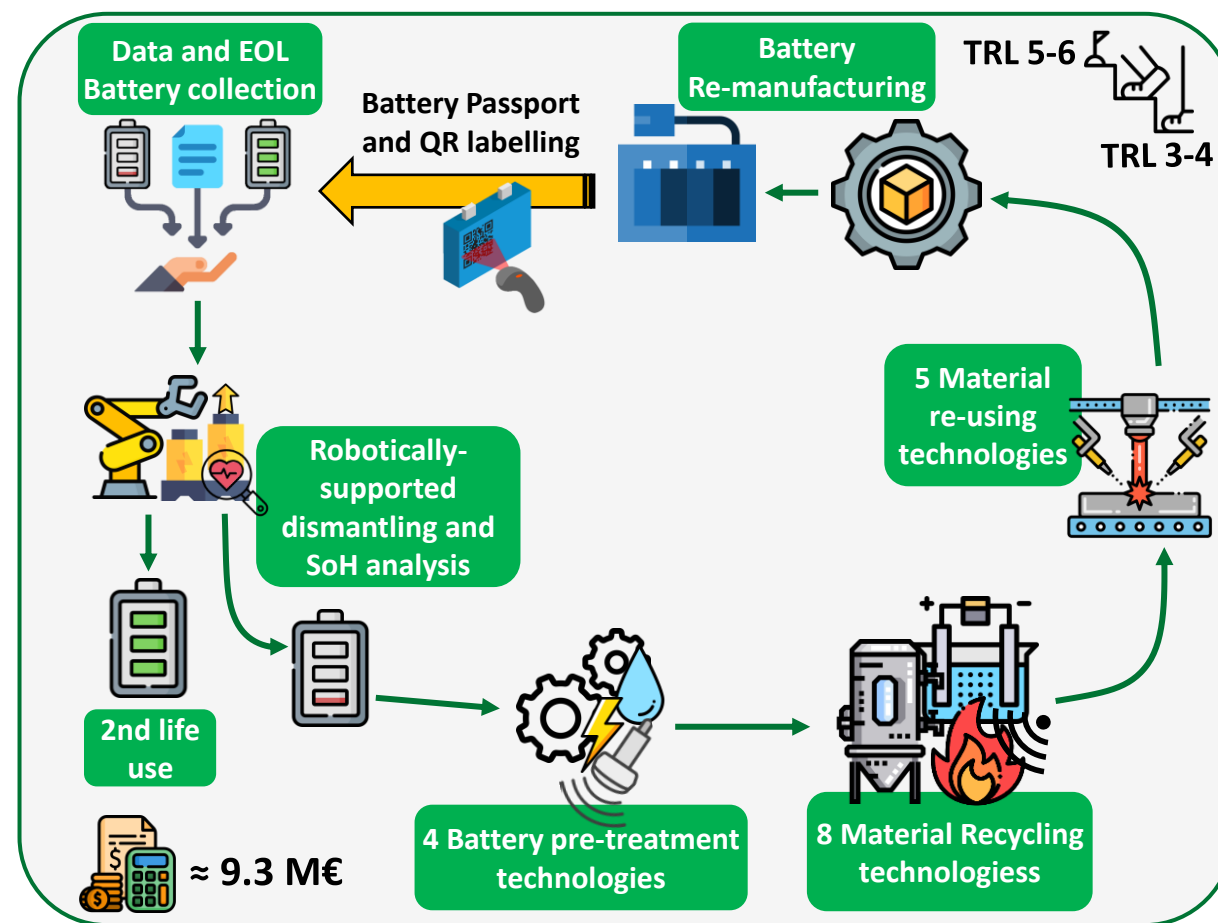 Data and EOL
Battery collection
Battery Passport
and QR labelling
Battery
Re-manufacturing
TRL 5-6
TRL 3-4
5 Material
re-using
technologies
Robotically-
supported
dismantling and
SoH analysis
2nd life
use
4 Battery pre-treatment
technologies
8 Material Recycling
technologiess
+ −
$
$
≈ 9.3 M€